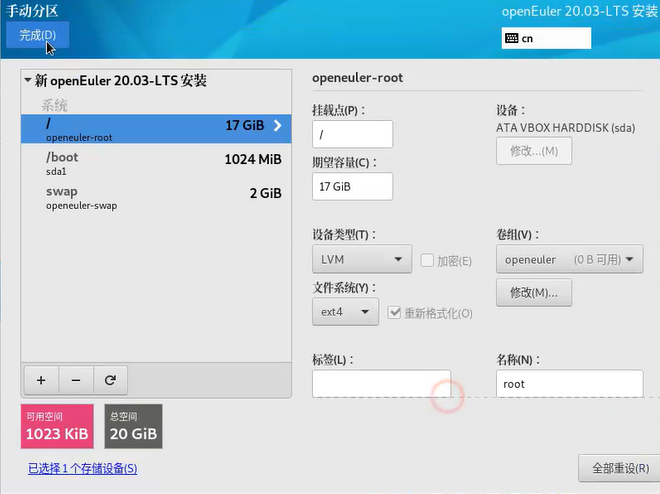 手动分区
完成(D)
openEuler 20.03-LTS 安装
cn
新 openEuler 20.03-LTS 安装
系统
/
17 GiB
openeuler-root
/boot
1024 MiB
sda1
swap
2 GiB
openeuler-swap
+ −
可用空间
1023 KiB
总空间
20 GiB
已选择 1 个存储设备(S)
openeuler-root
挂载点(P):
/
期望容量(C):
17 GiB
设备:
ATA VBOX HARDDISK (sda)
修改...(M)
设备类型(T):
LVM
加密(E)
文件系统(Y):
ext4
重新格式化(O)
卷组(V):
openeuler (0 B 可用)
修改(M)...
标签(L):
名称(N):
root
全部重设(R)